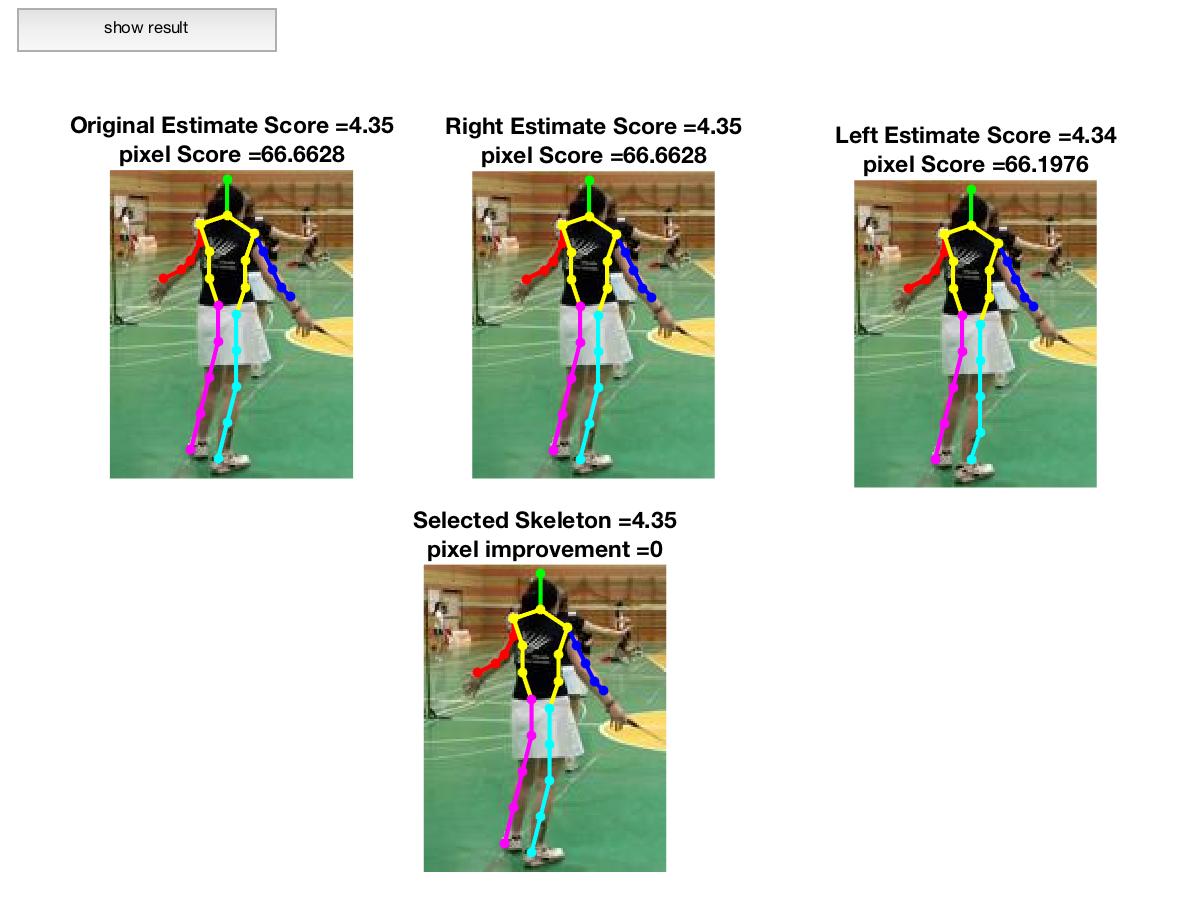 show result
Original Estimate Score =4.35
pixel Score =66.6628
Right Estimate Score =4.35
pixel Score =66.6628
Left Estimate Score =4.34
pixel Score =66.1976
Selected Skeleton =4.35
pixel improvement =0